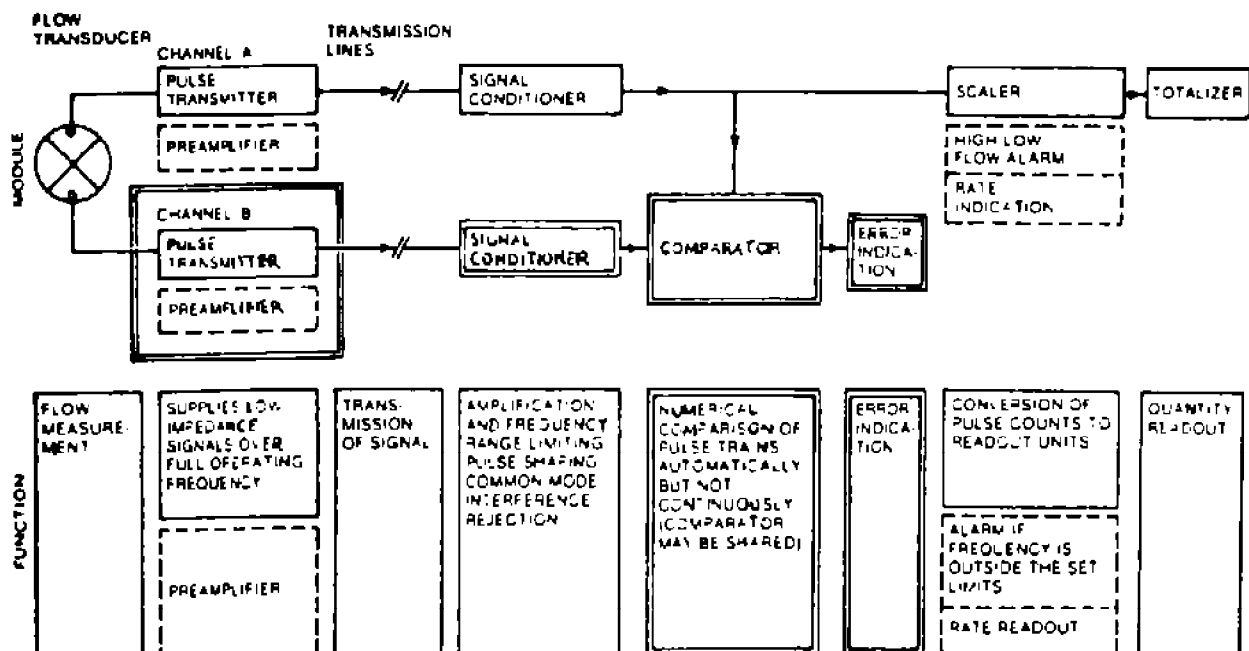 FLOW
TRANSDUCER
CHANNEL A
TRANSMISSION
LINES
PULSE
TRANSMITTER
SIGNAL
CONDITIONER
SCALER
TOTALIZER
PREAMPLIFIER
HIGH LOW
FLOW ALARM
RATE
INDICATION
MODULE
CHANNEL B
PULSE
TRANSMITTER
SIGNAL
CONDITIONER
COMPARATOR
ERROR
INDICA-
TION
PREAMPLIFIER
FUNCTION
FLOW
MEASURE-
MENT
SUPPLIES LOW
IMPEDANCE
SIGNALS OVER
FULL OPERATING
FREQUENCY
PREAMPLIFIER
TRANS-
MISSION
OF SIGNAL
AMPLIFICATION
AND FREQUENCY
RANGE LIMITING
PULSE SHAPING
COMMON MODE
INTERFERENCE
REJECTION
NUMERICAL
COMPARISON OF
PULSE TRAINS
AUTOMATICALLY
BUT NOT
CONTINUOUSLY
(COMPARATOR
MAY BE SHARED)
ERROR
INDICA-
TION
CONVERSION OF
PULSE COUNTS TO
READOUT UNITS
ALARM IF
FREQUENCY IS
OUTSIDE THE SET
LIMITS
RATE READOUT
QUANTITY
READOUT